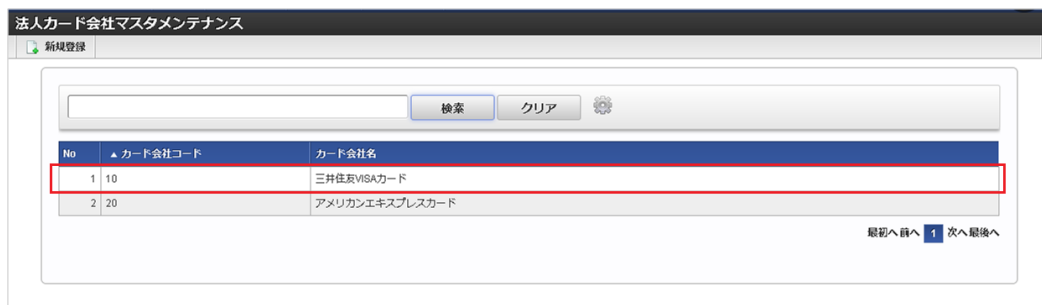 法人カード会社マスタメンテナンス
新規登録
検索 クリア
No ▲ カード会社コード カード会社名
1 10 三井住友VISAカード
2 20 アメリカンエキスプレスカード
最初へ 前へ 1 次へ 最後へ